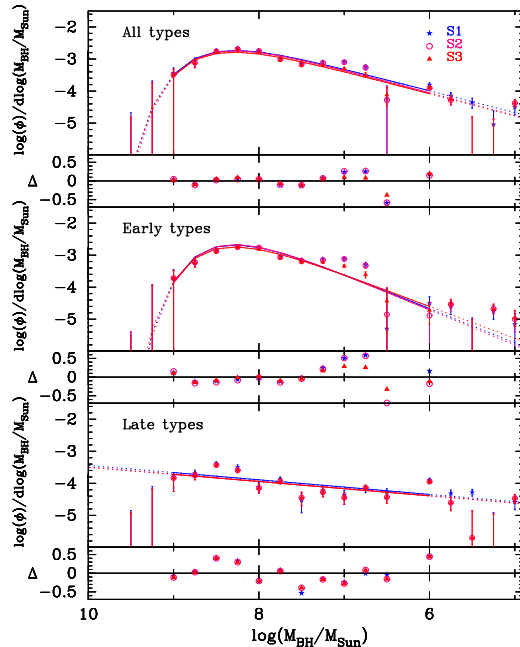 All types
S1
S2
S3
-2
-3
-4
-5
log(ϕ)/dlog(M_BH/M_Sun)
0.5
0
-0.5
Δ
Early types
-2
-3
-4
-5
log(ϕ)/dlog(M_BH/M_Sun)
0.5
0
-0.5
Δ
Late types
-2
-3
-4
-5
log(ϕ)/dlog(M_BH/M_Sun)
0.5
0
-0.5
Δ
10 8 6
log(M_BH/M_Sun)